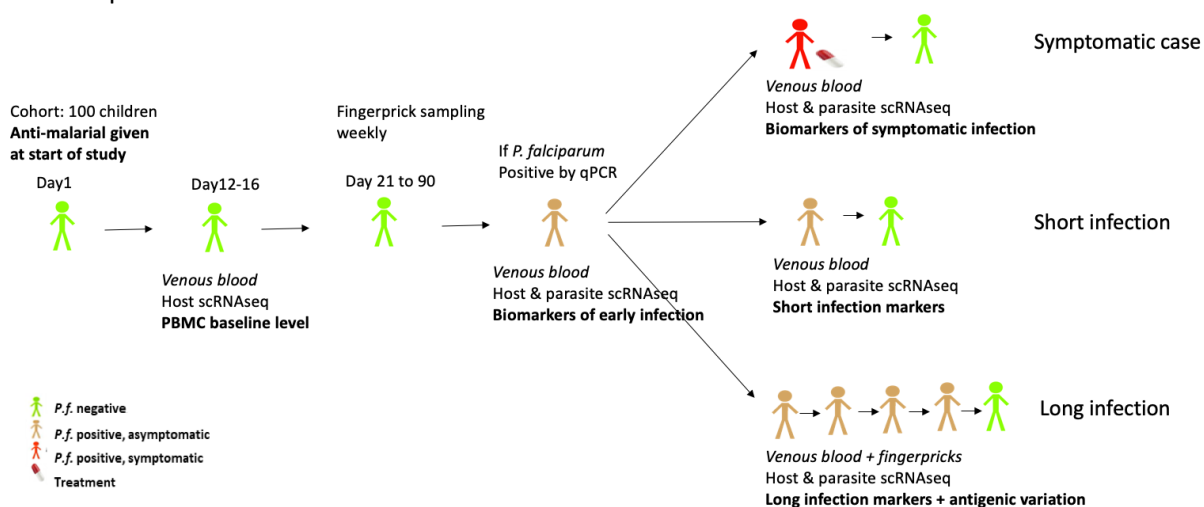 Cohort: 100 children
Anti-malarial given
at start of study
Day1
Day12-16
Venous blood
Host scRNAseq
PBMC baseline level
Fingerprick sampling
weekly
Day 21 to 90
If P. falciparum
Positive by qPCR
Venous blood
Host & parasite scRNAseq
Biomarkers of early infection
Symptomatic case
Venous blood
Host & parasite scRNAseq
Biomarkers of symptomatic infection
Short infection
Venous blood
Host & parasite scRNAseq
Short infection markers
Long infection
Venous blood + fingerpricks
Host & parasite scRNAseq
Long infection markers + antigenic variation
P.f. negative
P.f. positive, asymptomatic
P.f. positive, symptomatic
Treatment